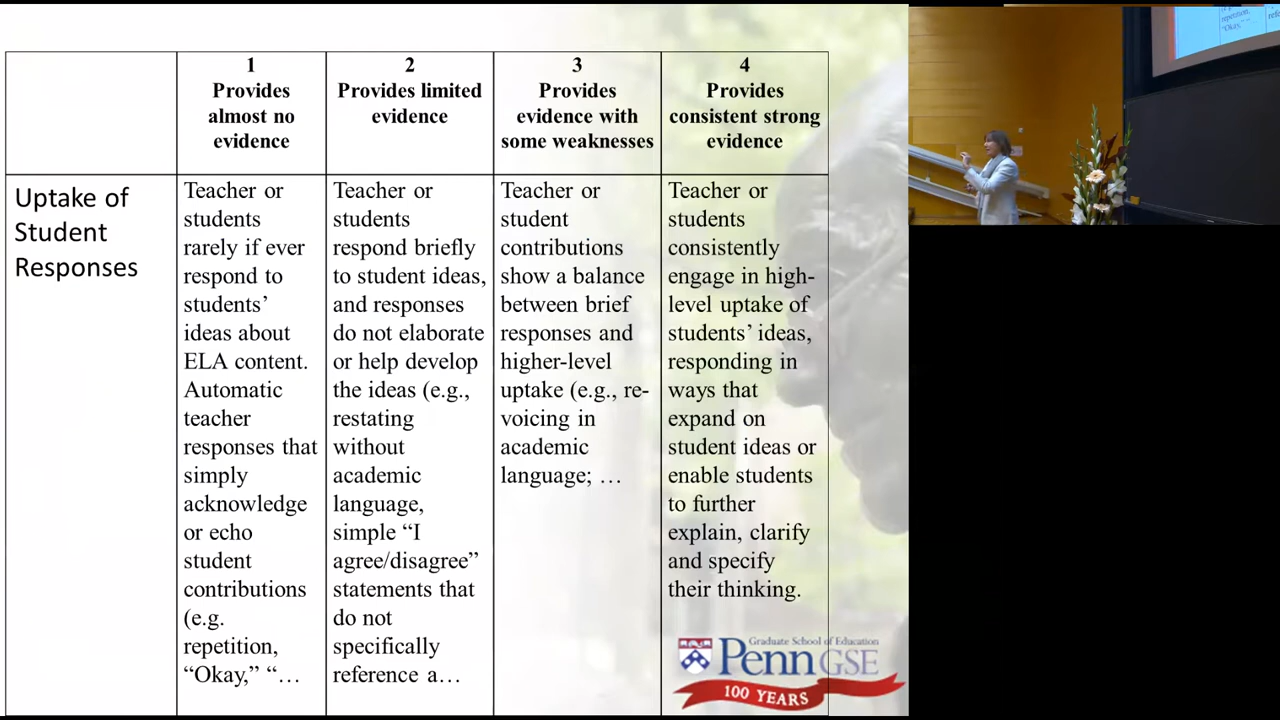 1
Provides
almost no
evidence
2
Provides limited
evidence
3
Provides
evidence with
some weaknesses
4
Provides
consistent strong
evidence
Uptake of
Student
Responses
Teacher or
students
rarely if ever
respond to
students’
ideas about
ELA content.
Automatic
teacher
responses that
simply
acknowledge
or echo
student
contributions
(e.g.
repetition,
“Okay,” “…
Teacher or
students
respond briefly
to student ideas,
and responses
do not elaborate
or help develop
the ideas (e.g.,
restating
without
academic
language,
simple “I
agree/disagree”
statements that
do not
specifically
reference a…
Teacher or
student
contributions
show a balance
between brief
responses and
higher-level
uptake (e.g., re-
voicing in
academic
language; …
Teacher or
students
consistently
engage in high-
level uptake of
students’ ideas,
responding in
ways that
expand on
student ideas or
enable students
to further
explain, clarify
and specify
their thinking.
Graduate School of Education
Penn GSE
100 YEARS
repetition,
“Okay,” “…